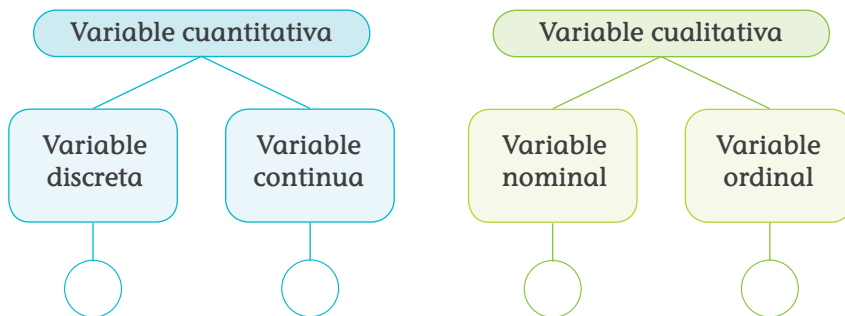 Variable cuantitativa
Variable cualitativa
Variable
discreta
Variable
continua
Variable
nominal
Variable
ordinal